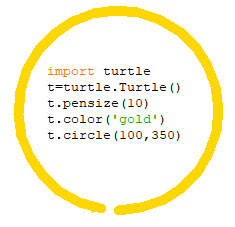 import turtle
t=turtle.Turtle()
t.pensize(10)
t.color('gold')
t.circle(100,350)